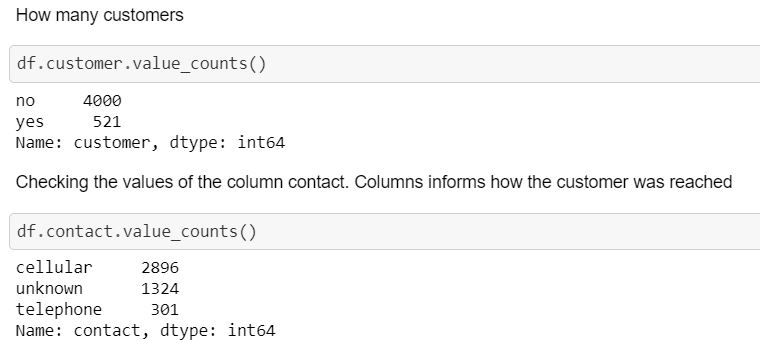 How many customers
df.customer.value_counts()
no     4000
yes     521
Name: customer, dtype: int64
Checking the values of the column contact. Columns informs how the customer was reached
df.contact.value_counts()
cellular     2896
unknown      1324
telephone     301
Name: contact, dtype: int64